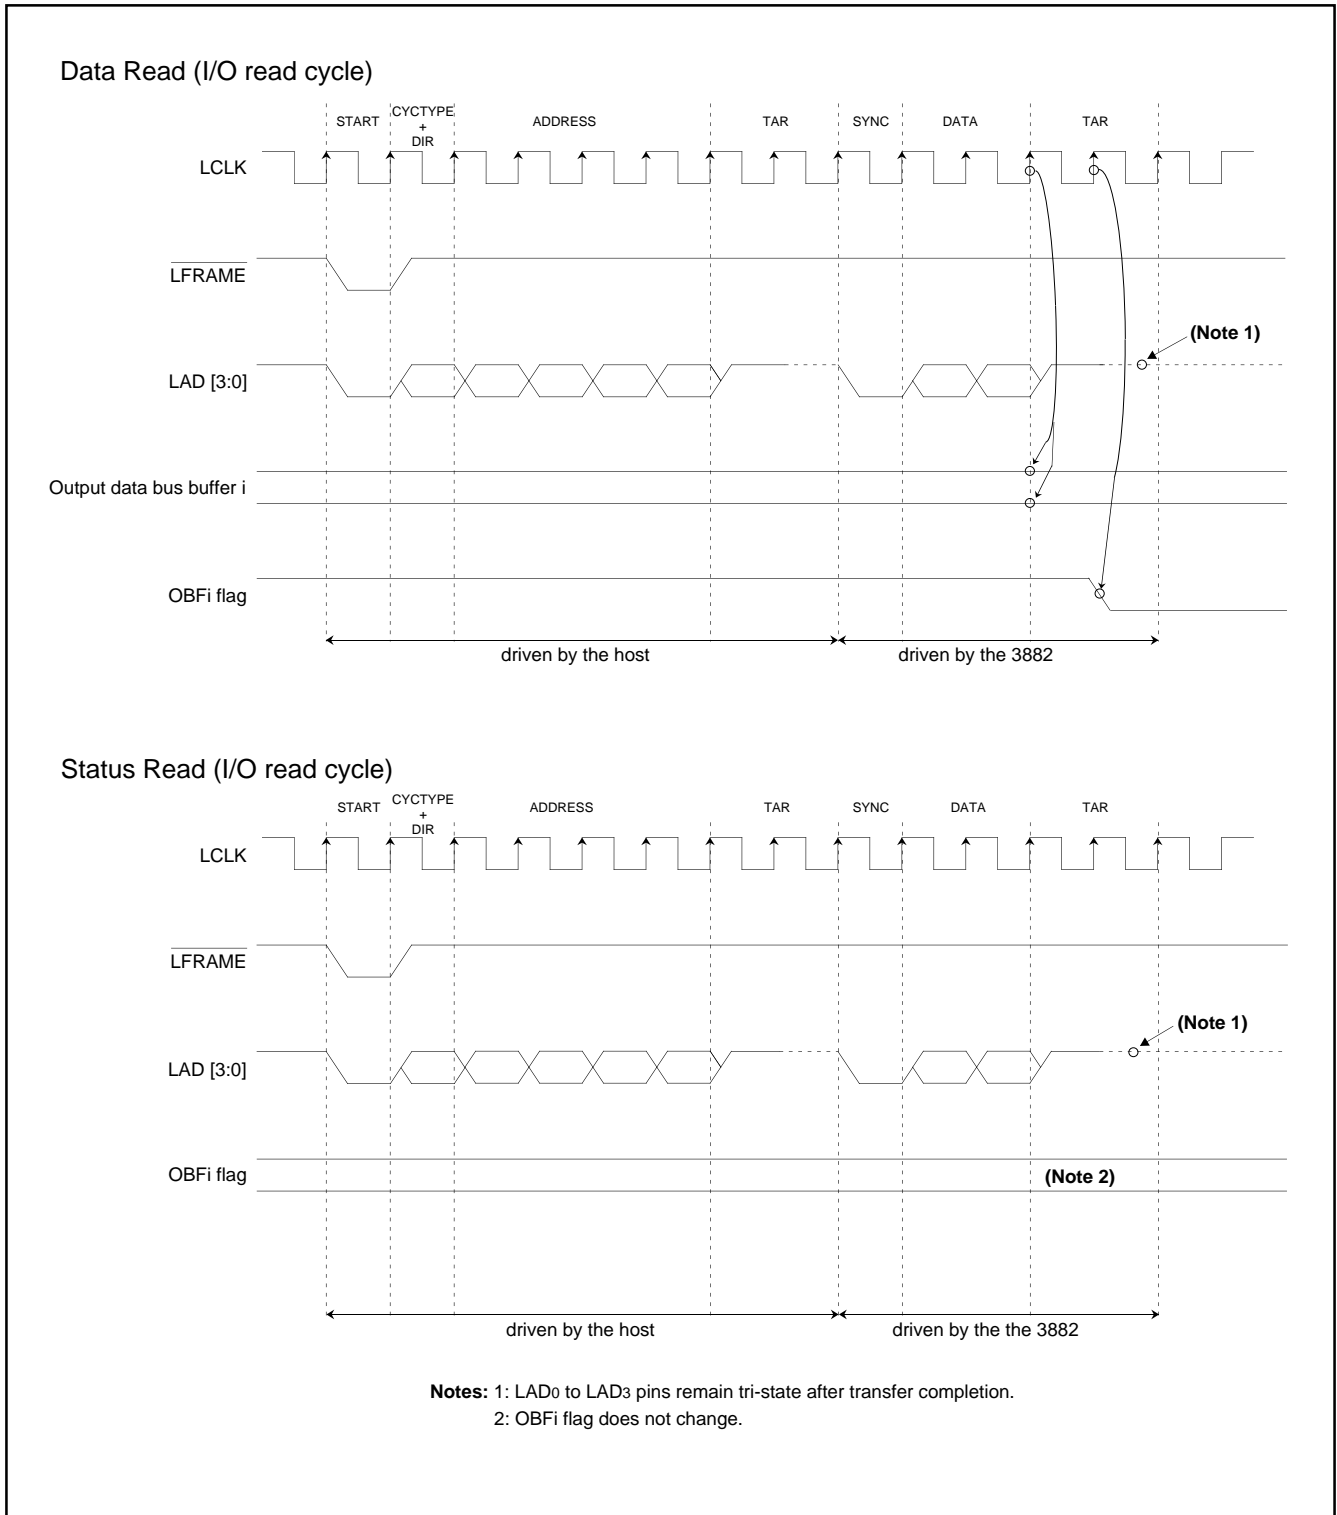 Data Read (I/O read cycle)
START
CYCTYPE
+
DIR
ADDRESS
TAR
SYNC
DATA
TAR
LCLK
LFRAME
(Note 1)
LAD [3:0]
Output data bus buffer i
OBFi flag
driven by the host
driven by the 3882
Status Read (I/O read cycle)
START
CYCTYPE
+
DIR
ADDRESS
TAR
SYNC
DATA
TAR
LCLK
LFRAME
(Note 1)
LAD [3:0]
OBFi flag
(Note 2)
driven by the host
driven by the the 3882
Notes: 1: LAD0 to LAD3 pins remain tri-state after transfer completion.
2: OBFi flag does not change.